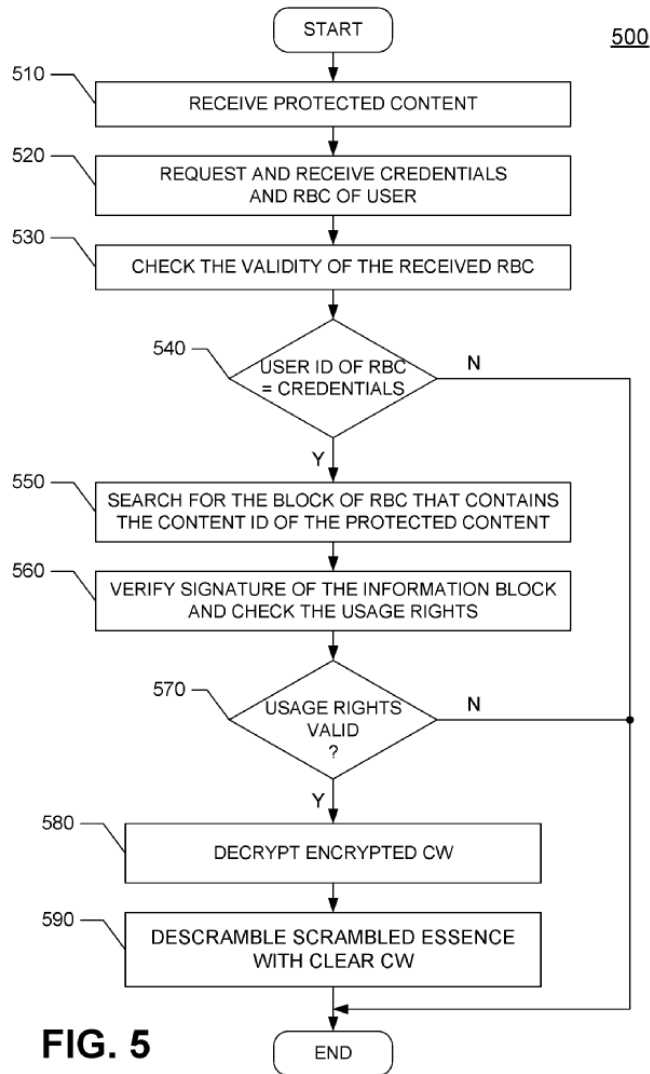 START
500
510
RECEIVE PROTECTED CONTENT
520
REQUEST AND RECEIVE CREDENTIALS
AND RBC OF USER
530
CHECK THE VALIDITY OF THE RECEIVED RBC
540
USER ID OF RBC
= CREDENTIALS
N
Y
550
SEARCH FOR THE BLOCK OF RBC THAT CONTAINS
THE CONTENT ID OF THE PROTECTED CONTENT
560
VERIFY SIGNATURE OF THE INFORMATION BLOCK
AND CHECK THE USAGE RIGHTS
570
USAGE RIGHTS
VALID
?
N
Y
580
DECRYPT ENCRYPTED CW
590
DESCRAMBLE SCRAMBLED ESSENCE
WITH CLEAR CW
FIG. 5
END